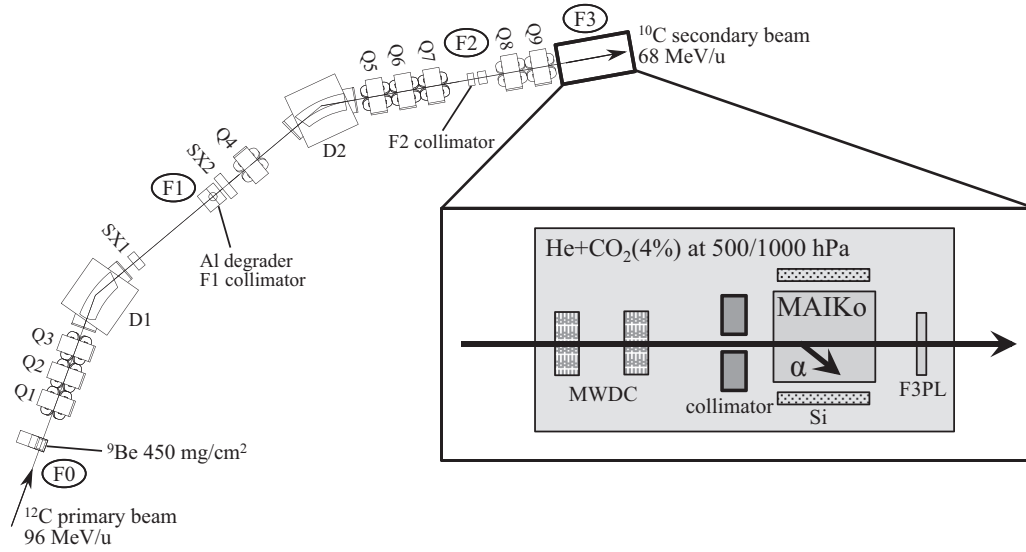 F3
¹⁰C secondary beam
68 MeV/u
Q9
Q8
F2
Q7
Q6
Q5
F2 collimator
D2
Q4
SX2
F1
Al degrader
F1 collimator
SX1
D1
Q3
Q2
Q1
⁹Be 450 mg/cm²
F0
¹²C primary beam
96 MeV/u
He+CO₂(4%) at 500/1000 hPa
MAIKo
α
MWDC
collimator
Si
F3PL